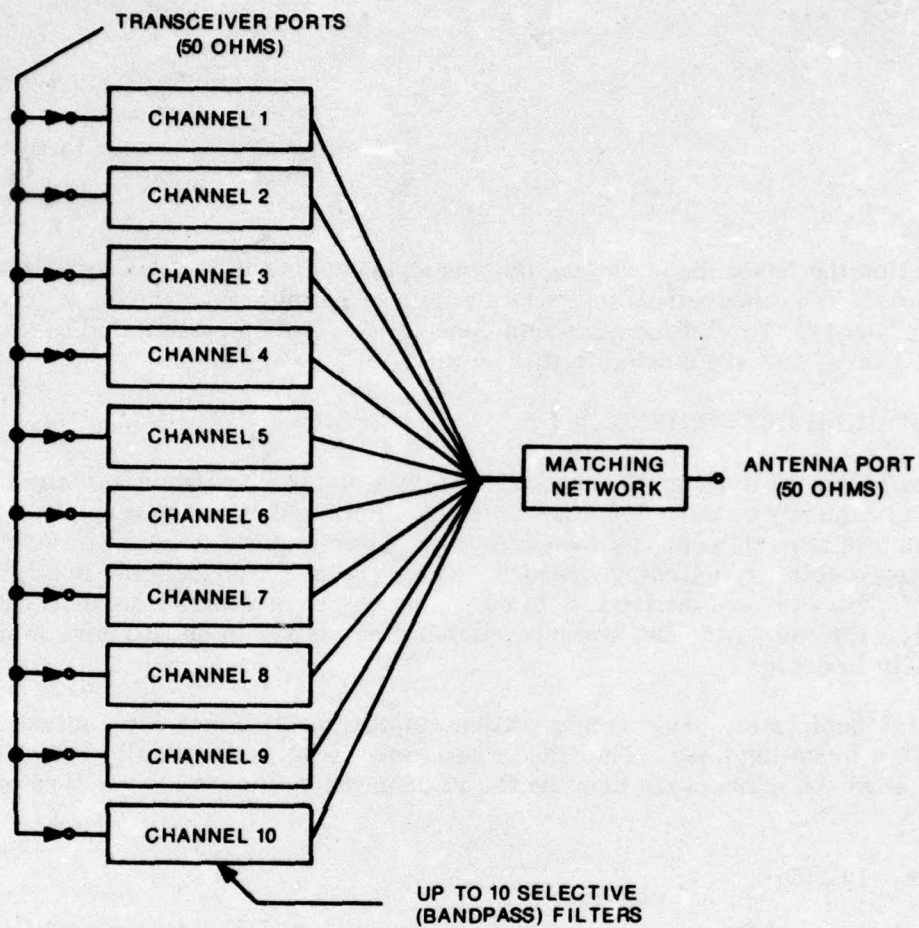 TRANSCEIVER PORTS
(50 OHMS)
CHANNEL 1
CHANNEL 2
CHANNEL 3
CHANNEL 4
CHANNEL 5
CHANNEL 6
CHANNEL 7
CHANNEL 8
CHANNEL 9
CHANNEL 10
MATCHING
NETWORK
ANTENNA PORT
(50 OHMS)
UP TO 10 SELECTIVE
(BANDPASS) FILTERS